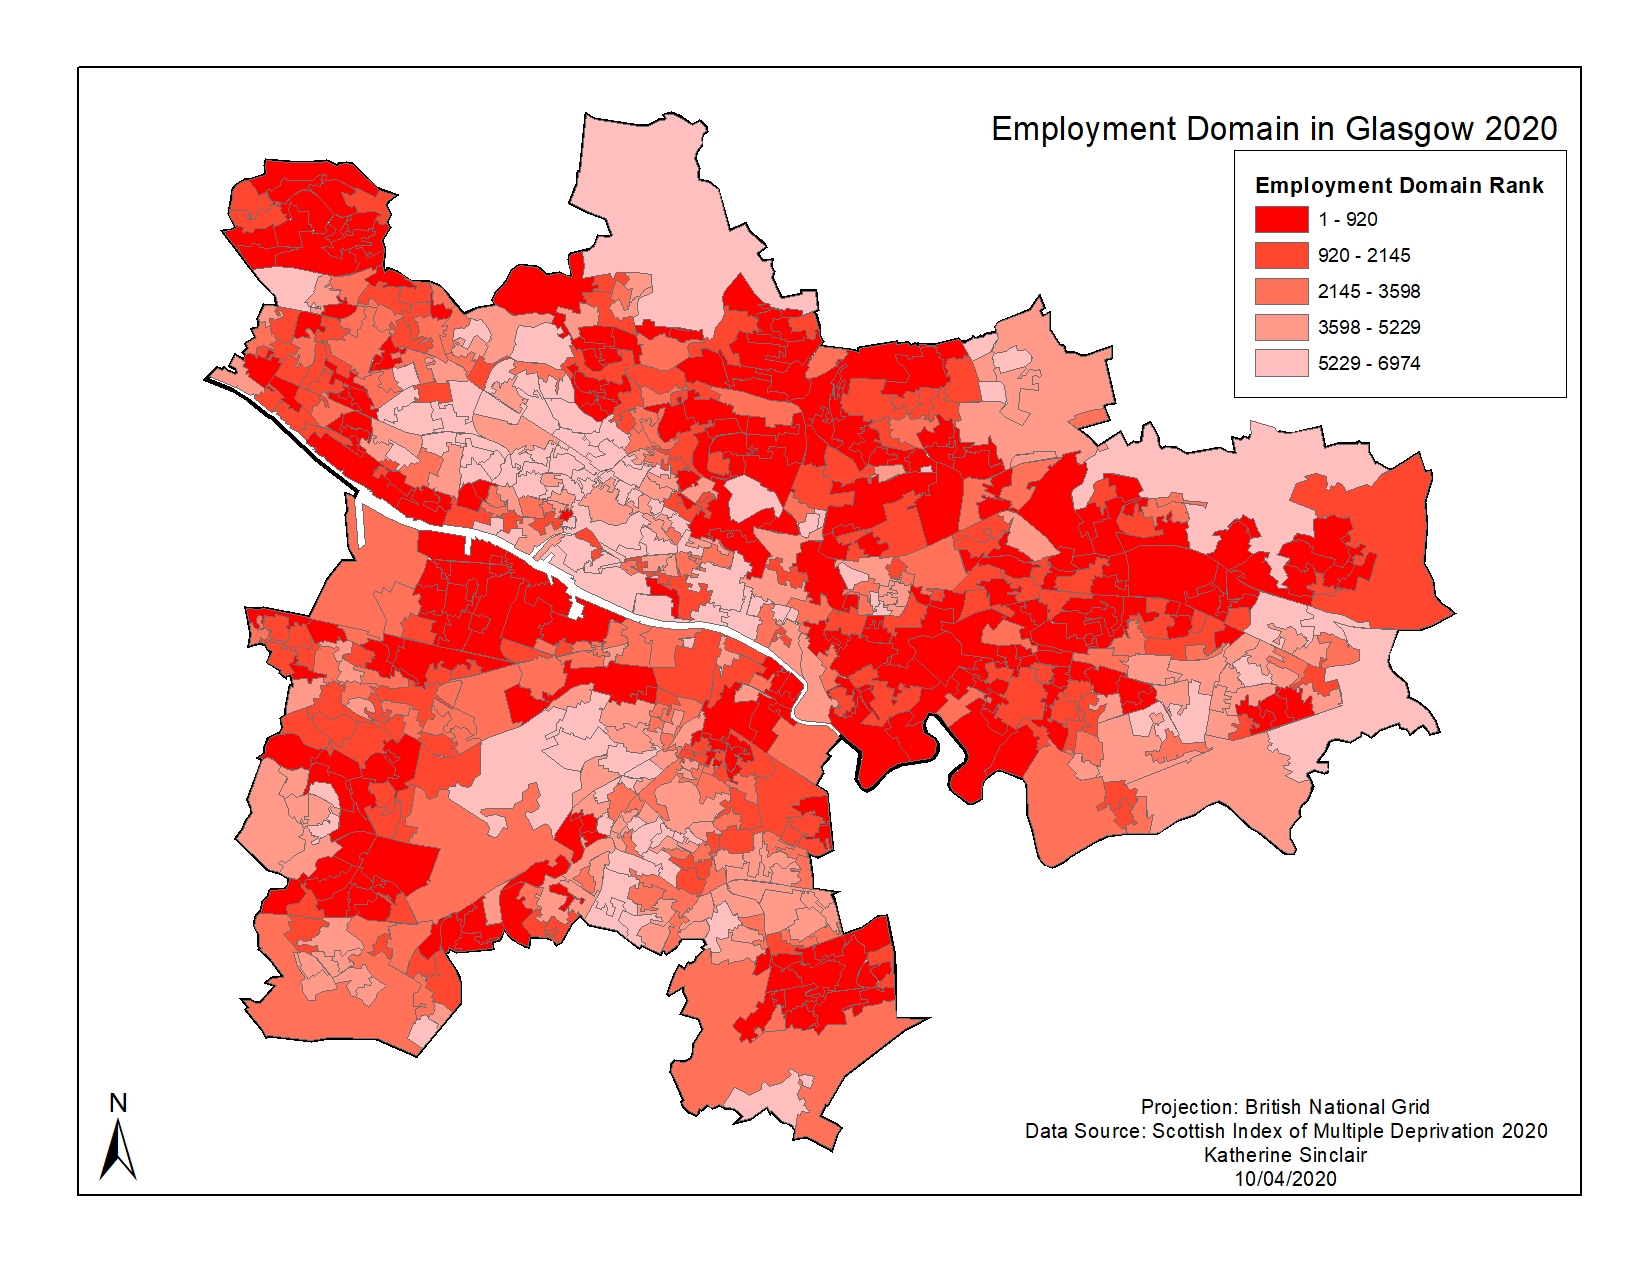 Employment Domain in Glasgow 2020
Employment Domain Rank
1 - 920
920 - 2145
2145 - 3598
3598 - 5229
5229 - 6974
N
Projection: British National Grid
Data Source: Scottish Index of Multiple Deprivation 2020
Katherine Sinclair
10/04/2020